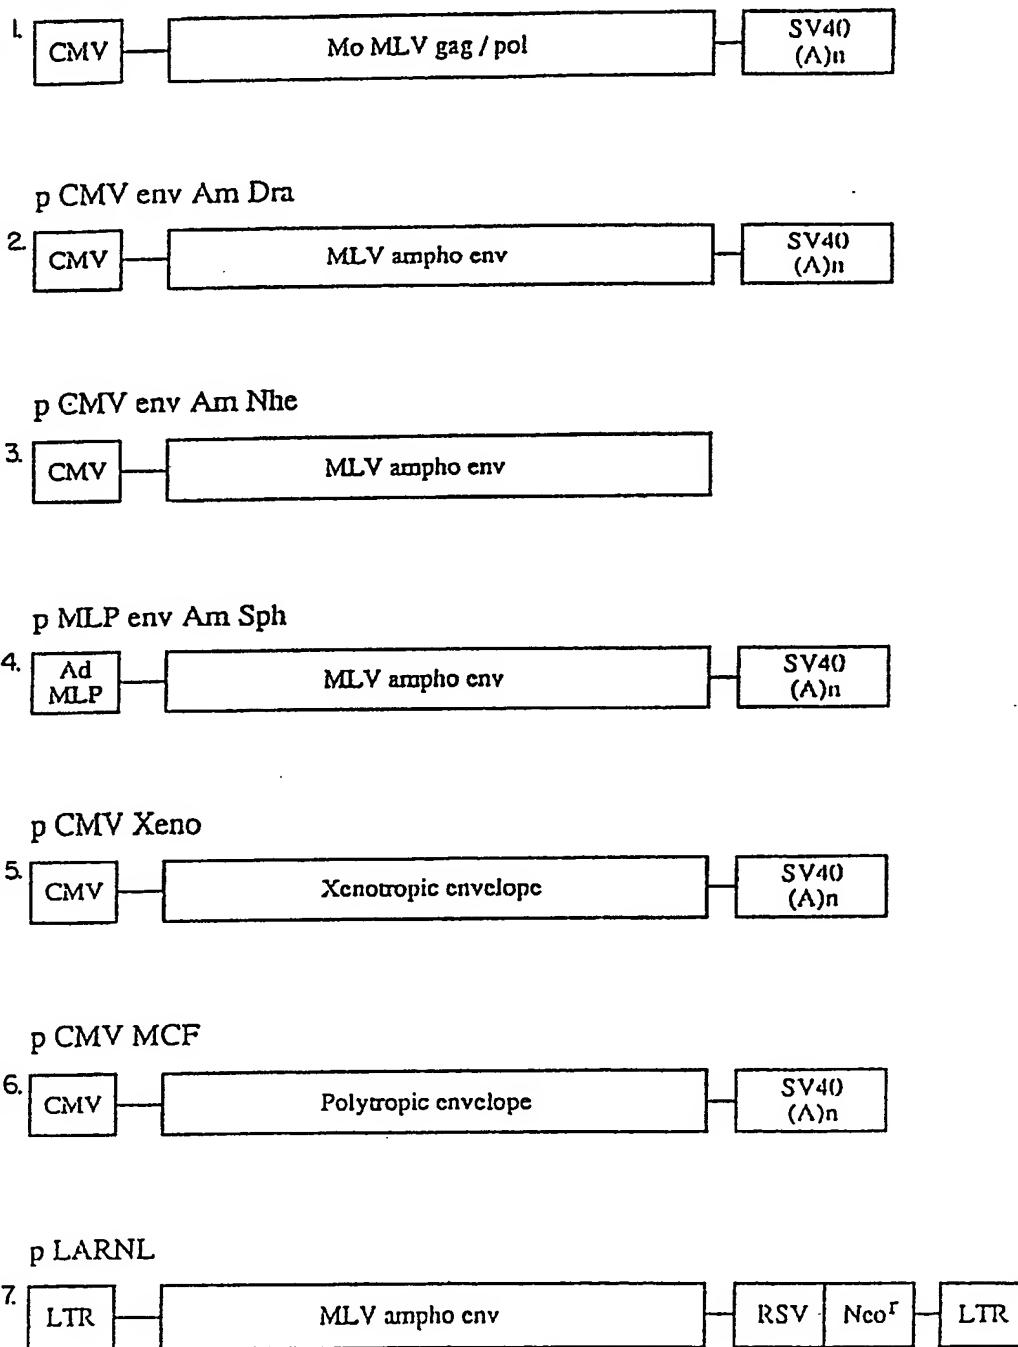 1. CMV Mo MLV gag / pol SV40 (A)n
p CMV env Am Dra
2. CMV MLV ampho env SV40 (A)n
p CMV env Am Nhe
3. CMV MLV ampho env
p MLP env Am Sph
4. Ad MLP MLV ampho env SV40 (A)n
p CMV Xeno
5. CMV Xenotropic envelope SV40 (A)n
p CMV MCF
6. CMV Polytropic envelope SV40 (A)n
p LARNL
7. LTR MLV ampho env RSV Neor LTR